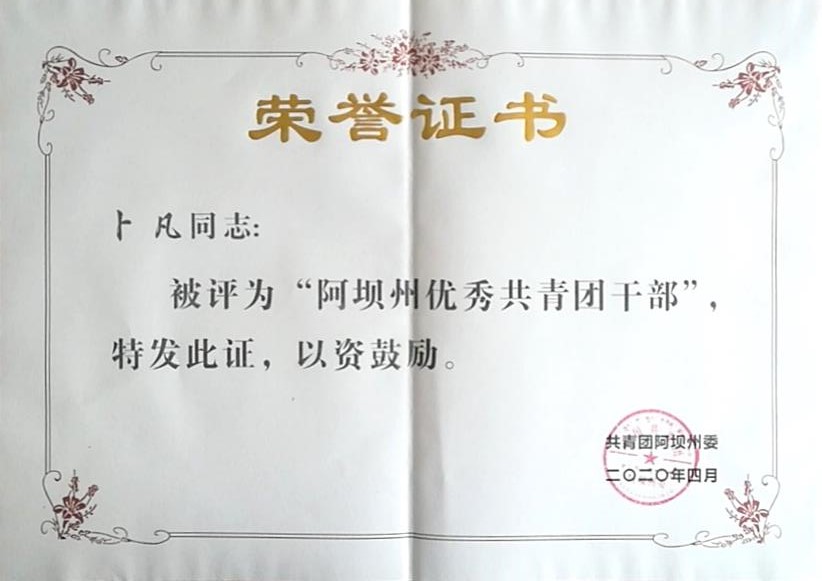 荣誉证书
卜凡同志:
被评为“阿坝州优秀共青团干部”,
特发此证,以资鼓励。
共青团阿坝州委
二〇二〇年四月